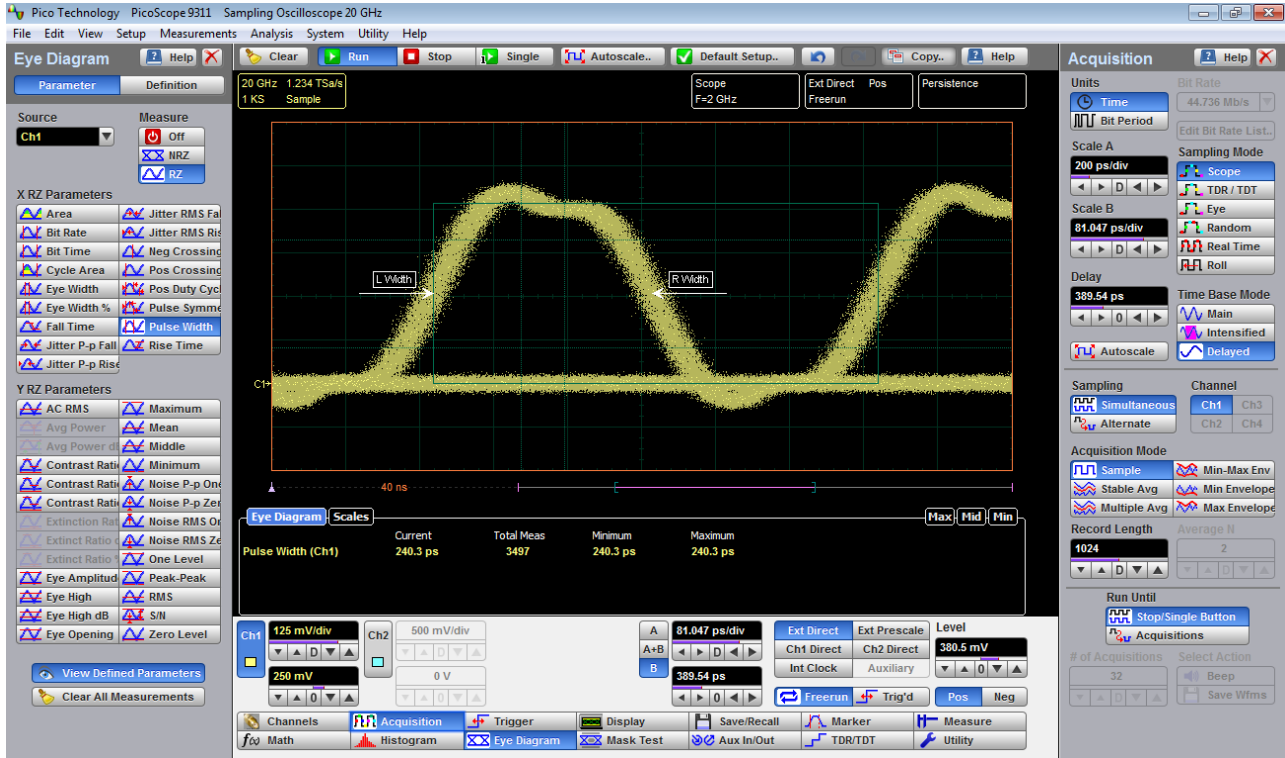 Pico Technology PicoScope 9311 Sampling Oscilloscope 20 GHz
File Edit View Setup Measurements Analysis System Utility Help
Eye Diagram Help
Parameter Definition
Source Measure
Ch1 Off
NRZ
RZ
X RZ Parameters
Area Jitter RMS Fa
Bit Rate Jitter RMS Ris
Bit Time Neg Crossing
Cycle Area Pos Crossing
Eye Width Pos Duty Cycl
Eye Width % Pulse Symme
Fall Time Pulse Width
Jitter P-p Fall Rise Time
Jitter P-p Rise
Y RZ Parameters
AC RMS Maximum
Avg Power Mean
Avg Power dB Middle
Contrast Rati Minimum
Contrast Rati Noise P-p One
Contrast Rati Noise P-p Zer
Extinction Rat Noise RMS On
Extinct Ratio Noise RMS Ze
Extinct Ratio One Level
Eye Amplitud Peak-Peak
Eye High RMS
Eye High dB S/N
Eye Opening Zero Level
View Defined Parameters
Clear All Measurements
Clear Run Stop Single Autoscale.. Default Setup.. Copy.. Help
20 GHz 1.234 TSa/s
1 KS Sample
Scope
F=2 GHz
Ext Direct Pos
Freerun
Persistence
L Width R Width
C1
40 ns
Eye Diagram Scales Max Mid Min
Current Total Meas Minimum Maximum
Pulse Width (Ch1) 240.3 ps 3497 240.3 ps 240.3 ps
Ch1 125 mV/div Ch2 500 mV/div
D D
250 mV 0 V
0 0
A 81.047 ps/div
A+B D
B 389.54 ps
0
Ext Direct Ext Prescale Level
Ch1 Direct Ch2 Direct 380.5 mV
Int Clock Auxiliary 0
Freerun Trig'd Pos Neg
Channels Acquisition Trigger Display Save/Recall Marker Measure
f(x) Math Histogram Eye Diagram Mask Test Aux In/Out TDR/TDT Utility
Acquisition Help
Units Bit Rate
Time 44.736 Mb/s
Bit Period Edit Bit Rate List..
Scale A Sampling Mode
200 ps/div Scope
D TDR / TDT
Scale B Eye
81.047 ps/div Random
D Real Time
Roll
Delay
389.54 ps Time Base Mode
0 Main
Intensified
Autoscale Delayed
Sampling Channel
Simultaneous Ch1 Ch3
Alternate Ch2 Ch4
Acquisition Mode
Sample Min-Max Env
Stable Avg Min Envelope
Multiple Avg Max Envelope
Record Length Average N
1024 2
D D
Run Until
Stop/Single Button
Acquisitions
# of Acquisitions Select Action
32 Beep
0 Save Wfms